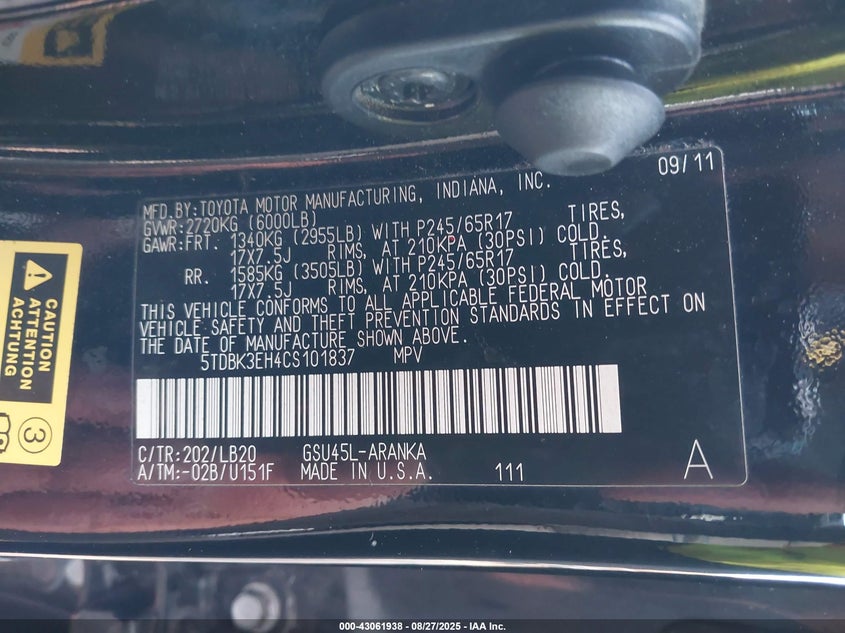 09/11
MFD.BY:TOYOTA MOTOR MANUFACTURING, INDIANA, INC.
GVWR:2720KG (6000LB)
GAWR:FRT. 1340KG (2955LB) WITH P245/65R17 TIRES,
17X7.5J RIMS, AT 210KPA (30PSI) COLD.
RR. 1585KG (3505LB) WITH P245/65R17 TIRES,
17X7.5J RIMS, AT 210KPA (30PSI) COLD.
THIS VEHICLE CONFORMS TO ALL APPLICABLE FEDERAL MOTOR
VEHICLE SAFETY AND THEFT PREVENTION STANDARDS IN EFFECT ON
THE DATE OF MANUFACTURE SHOWN ABOVE.
5TDBK3EH4CS101837 MPV
C/TR:202/LB20 GSU45L-ARANKA
A/TM:-02B/U151F MADE IN U.S.A. 111 A
CAUTION
ATTENTION
ACHTUNG
3
000-43061938 - 08/27/2025 - IAA Inc.